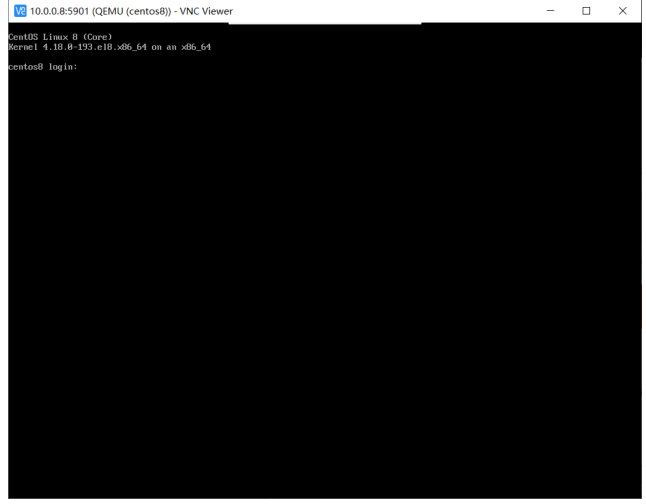 V2 10.0.0.8:5901 (QEMU (centos8)) - VNC Viewer
CentOS Linux 8 (Core)
Kernel 4.18.0-193.el8.x86_64 on an x86_64
centos8 login: